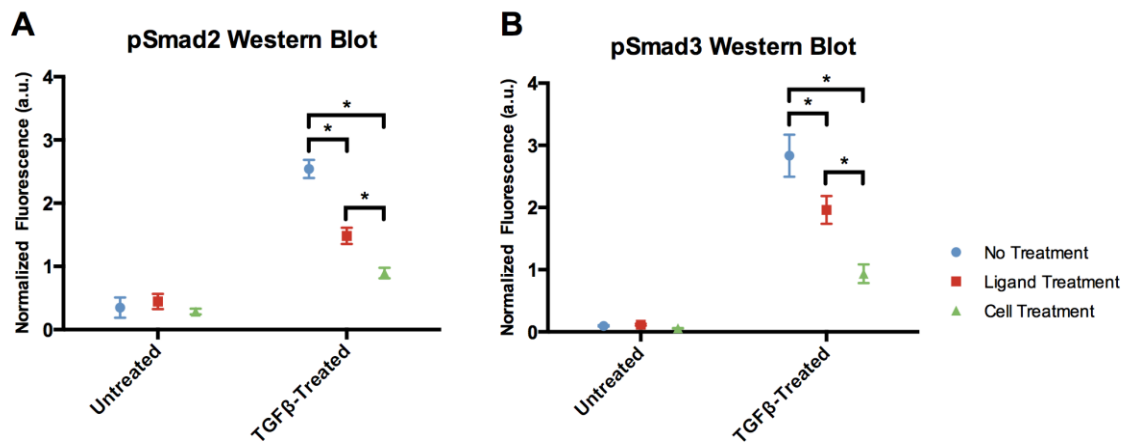 A
pSmad2 Western Blot
Normalized Fluorescence (a.u.)
4
3
2
1
0
*
*
*
Untreated
TGFβ-Treated
B
pSmad3 Western Blot
Normalized Fluorescence (a.u.)
4
3
2
1
0
*
*
*
Untreated
TGFβ-Treated
No Treatment
Ligand Treatment
Cell Treatment